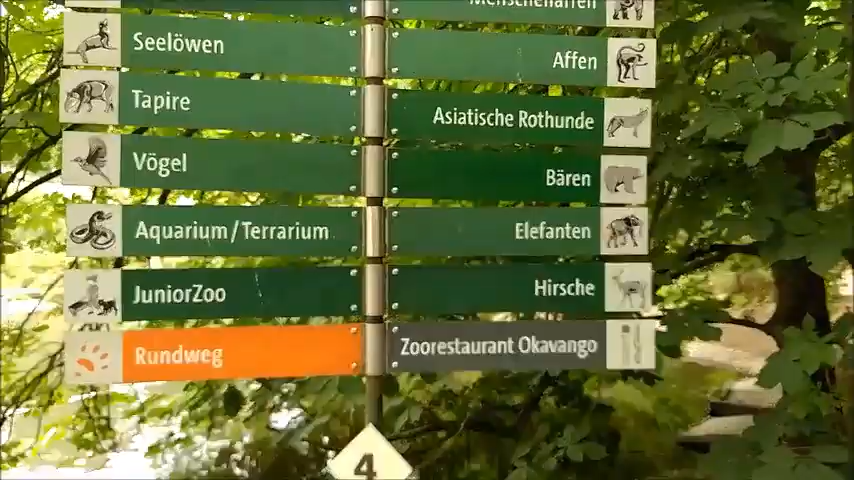 Menschenaffen
Seelöwen
Affen
Tapire
Asiatische Rothunde
Vögel
Bären
Aquarium/Terrarium
Elefanten
JuniorZoo
Hirsche
Rundweg
Zoorestaurant Okavango
4